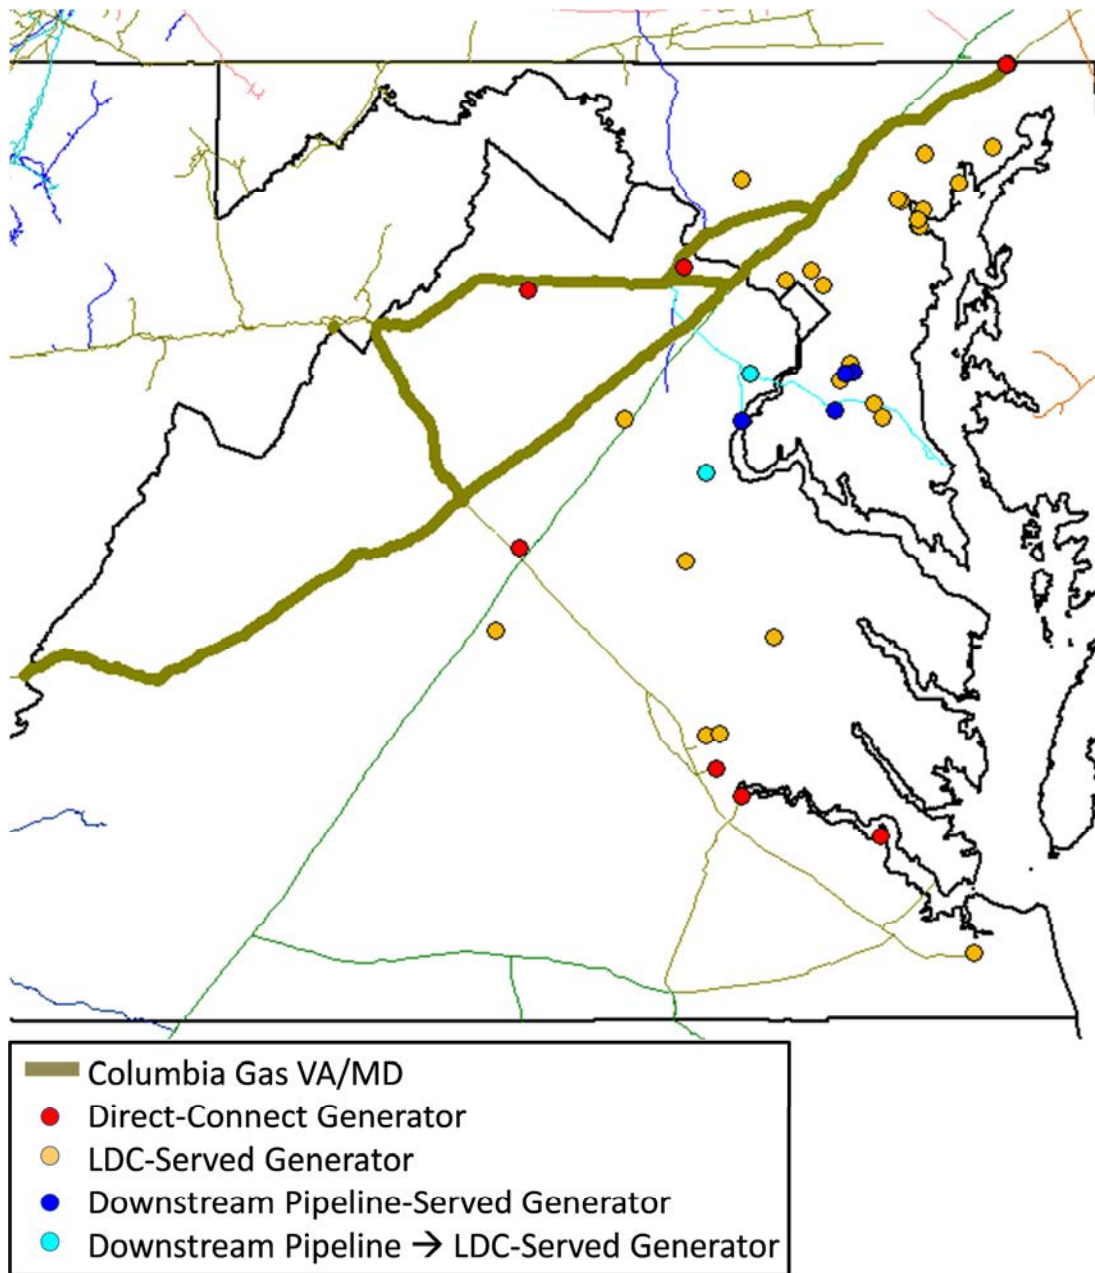 Columbia Gas VA/MD
Direct-Connect Generator
LDC-Served Generator
Downstream Pipeline-Served Generator
Downstream Pipeline → LDC-Served Generator